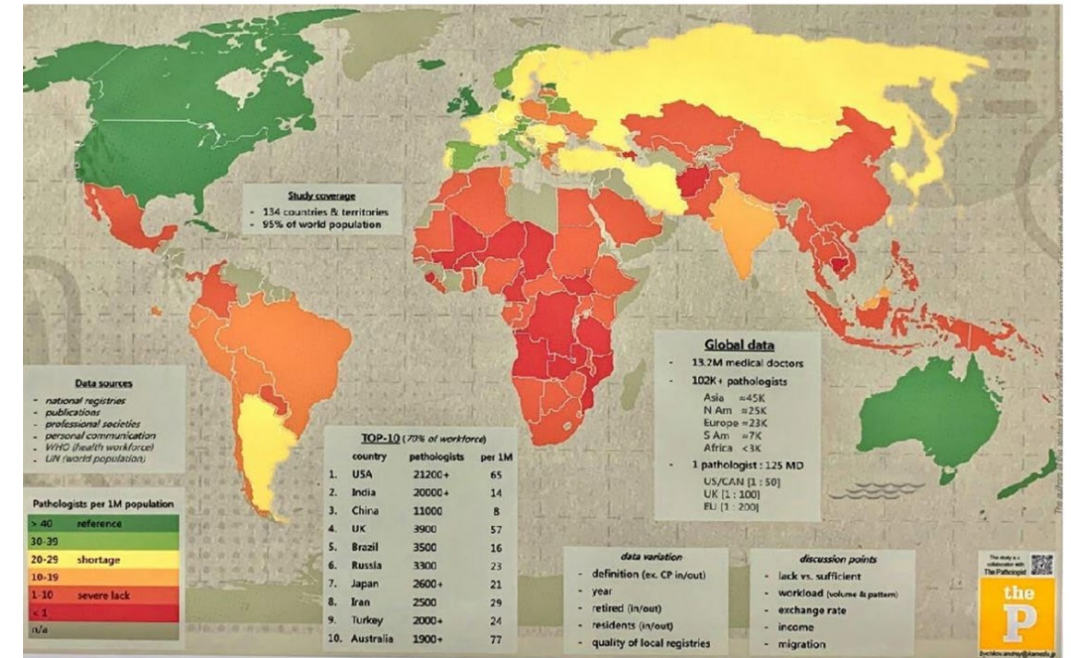 Study coverage
- 134 countries & territories
- 95% of world population
Data sources
- national registries
- publications
- professional societies
- personal communication
- WHO (health workforce)
- UN (world population)
Pathologists per 1M population
> 40 reference
30-39
20-29 shortage
10-19
1-10 severe lack
< 1
n/a
TOP-10 (70% of workforce)
country pathologists per 1M
1. USA 21200+ 65
2. India 20000+ 14
3. China 11000 8
4. UK 3900 57
5. Brazil 3500 16
6. Russia 3300 23
7. Japan 2600+ 21
8. Iran 2500 29
9. Turkey 2000+ 24
10. Australia 1900+ 77
Global data
- 13.2M medical doctors
- 102K+ pathologists
Asia ≈45K
N Am ≈25K
Europe ≈23K
S Am ≈7K
Africa <3K
- 1 pathologist : 125 MD
US/CAN [1 : 50]
UK [1 : 100]
EU [1 : 200]
data variation
- definition (ex. CP in/out)
- year
- retired (in/out)
- residents (in/out)
- quality of local registries
discussion points
- lack vs. sufficient
- workload (volume & pattern)
- exchange rate
- income
- migration
The study is a
collaboration with
The Pathologist
the
P